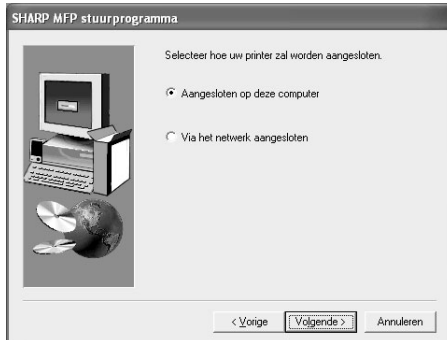 SHARP MFP stuurprogramma
Selecteer hoe uw printer zal worden aangesloten.
Aangesloten op deze computer
Via het netwerk aangesloten
< Vorige
Volgende >
Annuleren